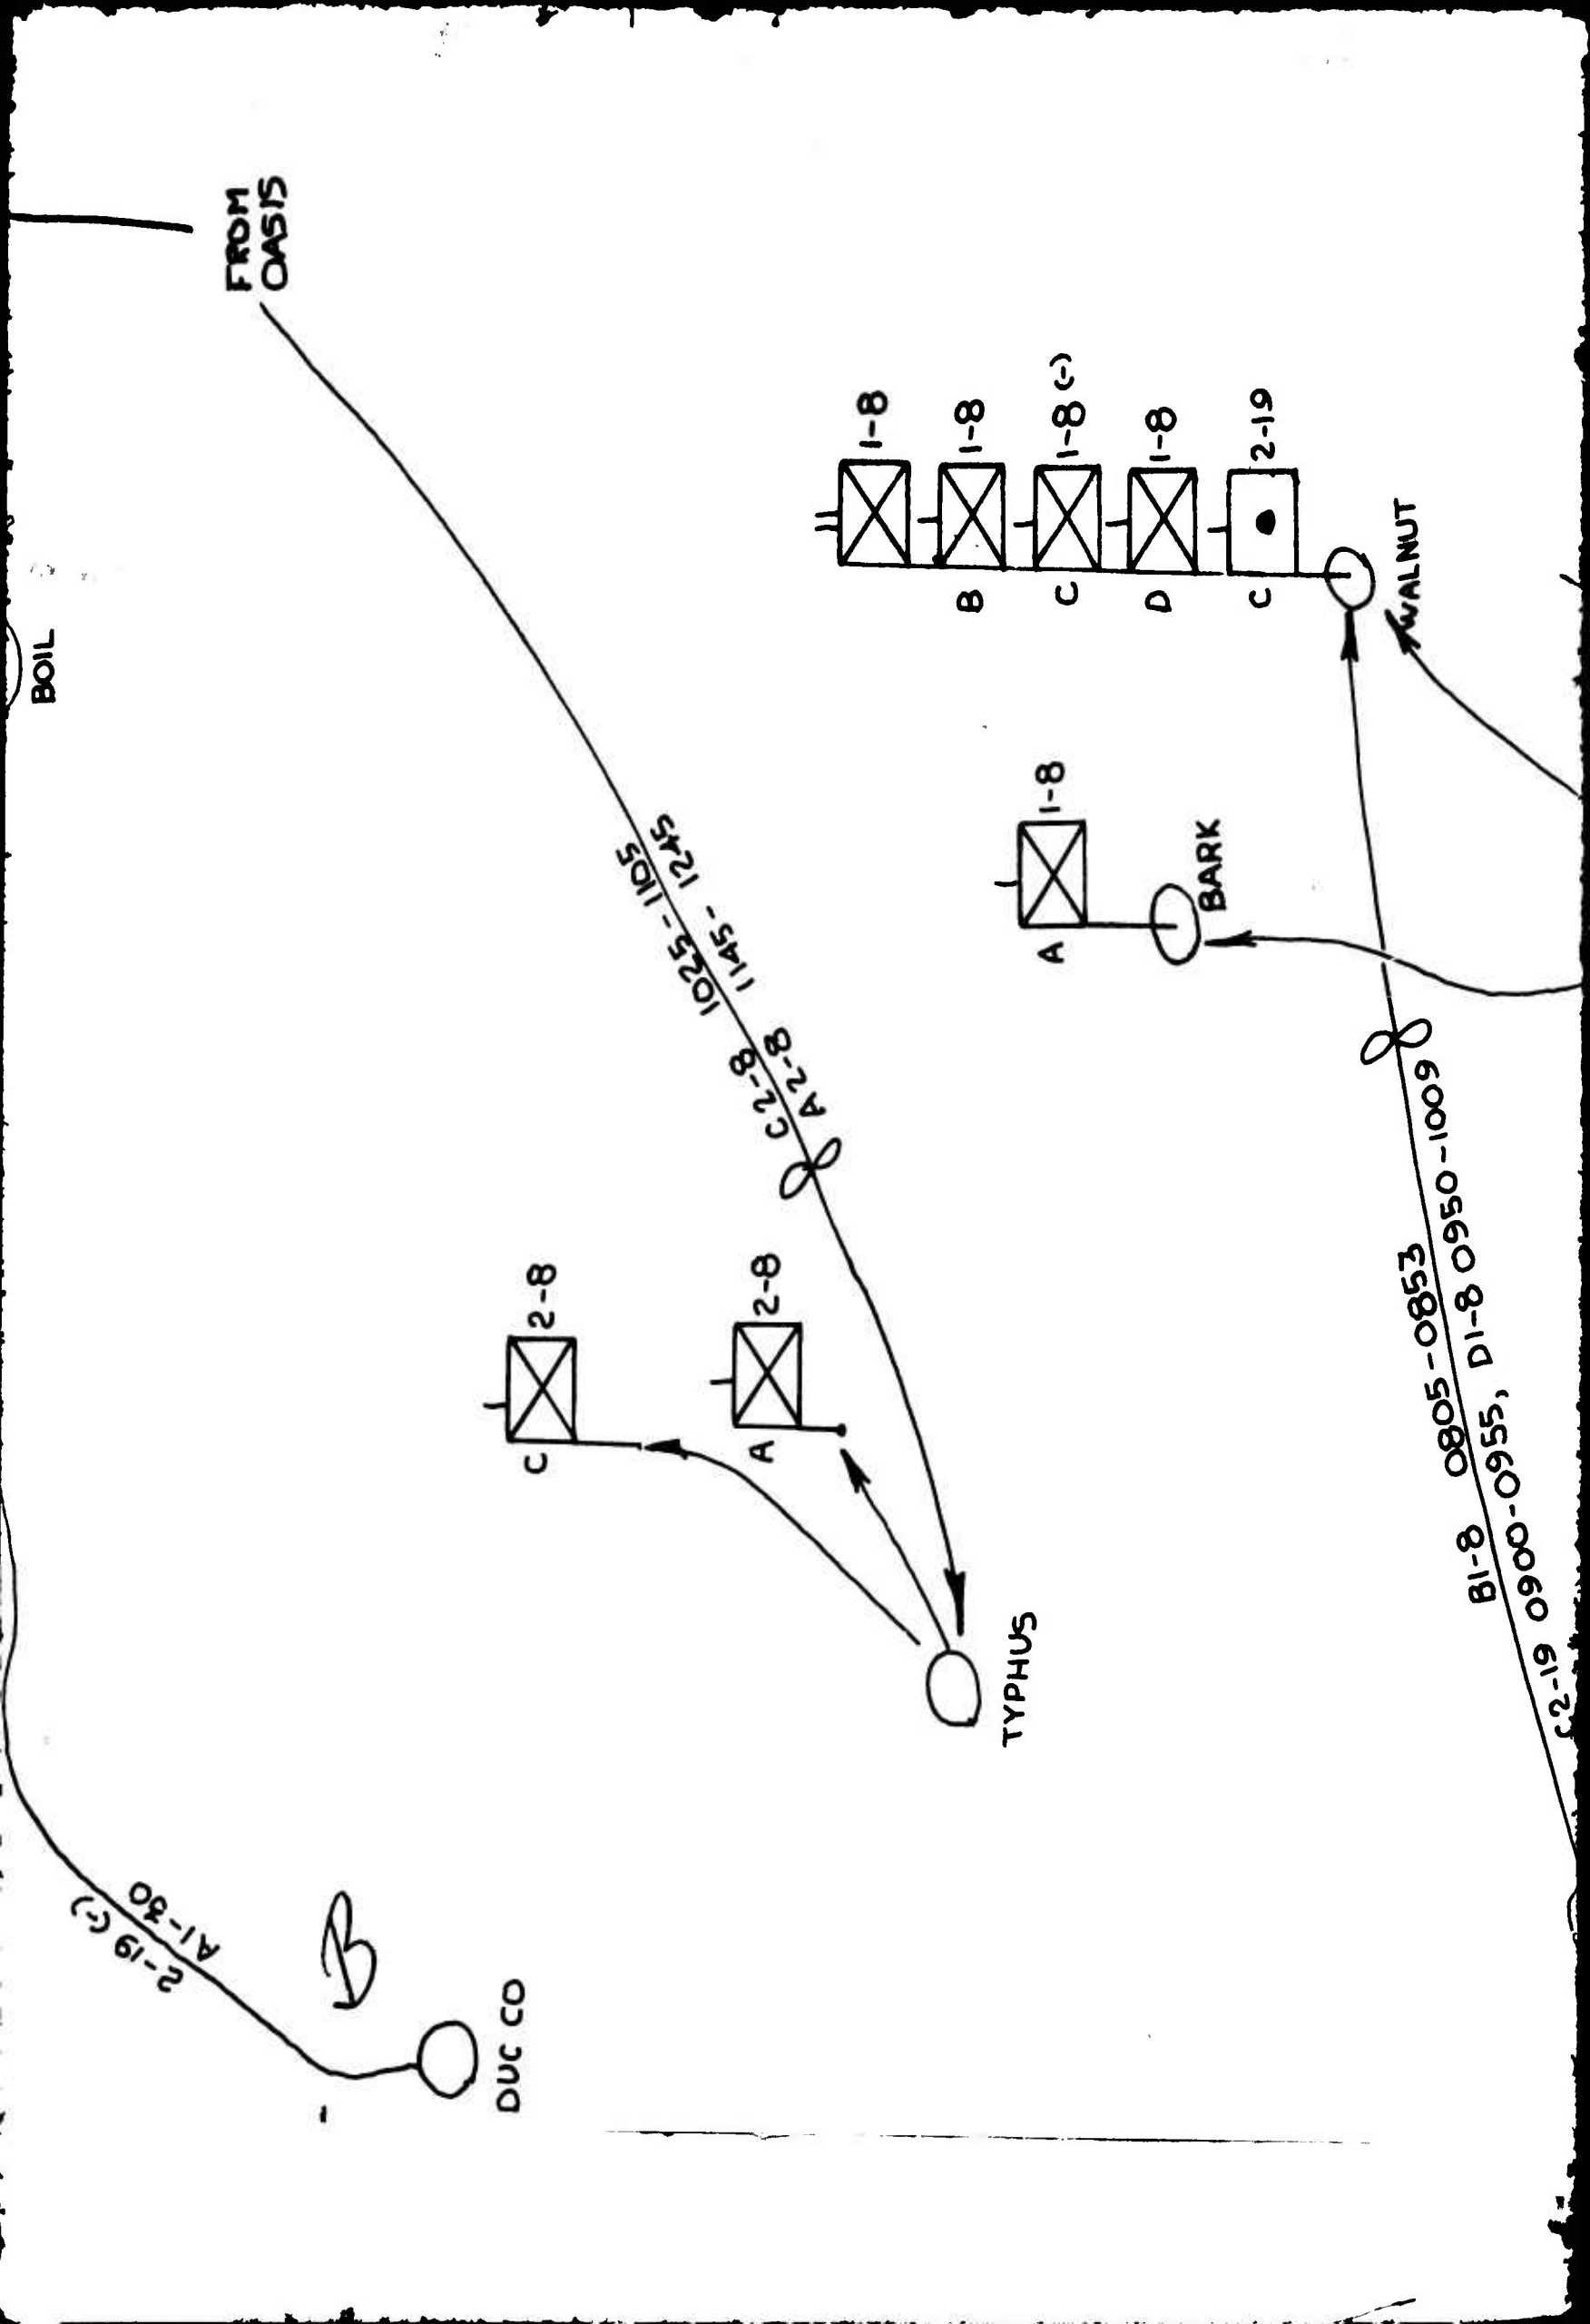 BOIL
FROM
OASIS
2-19 (-)
A1-30
B
DUC CO
C 2-8 1025-1105
A 2-8 1145-1245
C 2-8
A 2-8
TYPHUS
1-8
B 1-8
C 1-8 (-)
D 1-8
C 2-19
WALNUT
A 1-8
BARK
B1-8 0805-0853
C2-19 0900-0955, D1-8 0950-1009